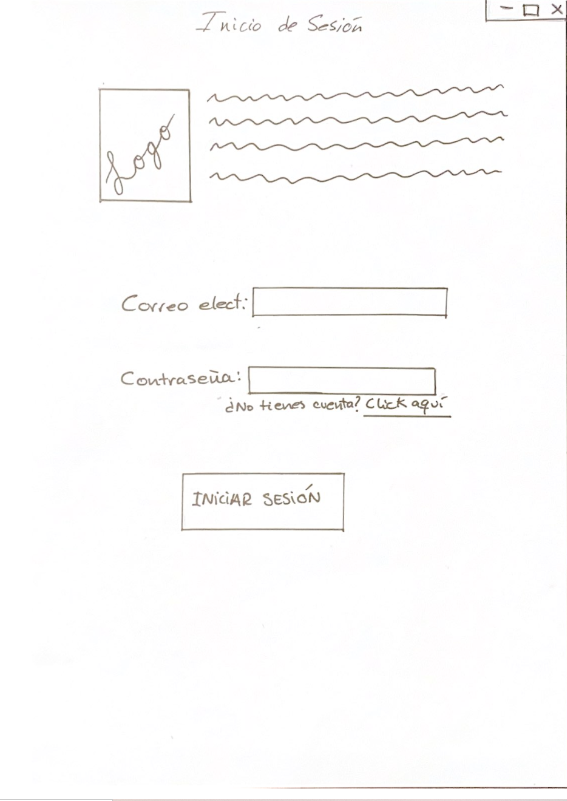 Inicio de Sesión
Logo
Correo elect:
Contraseña:
¿No tienes cuenta? Click aquí
INICIAR SESIÓN